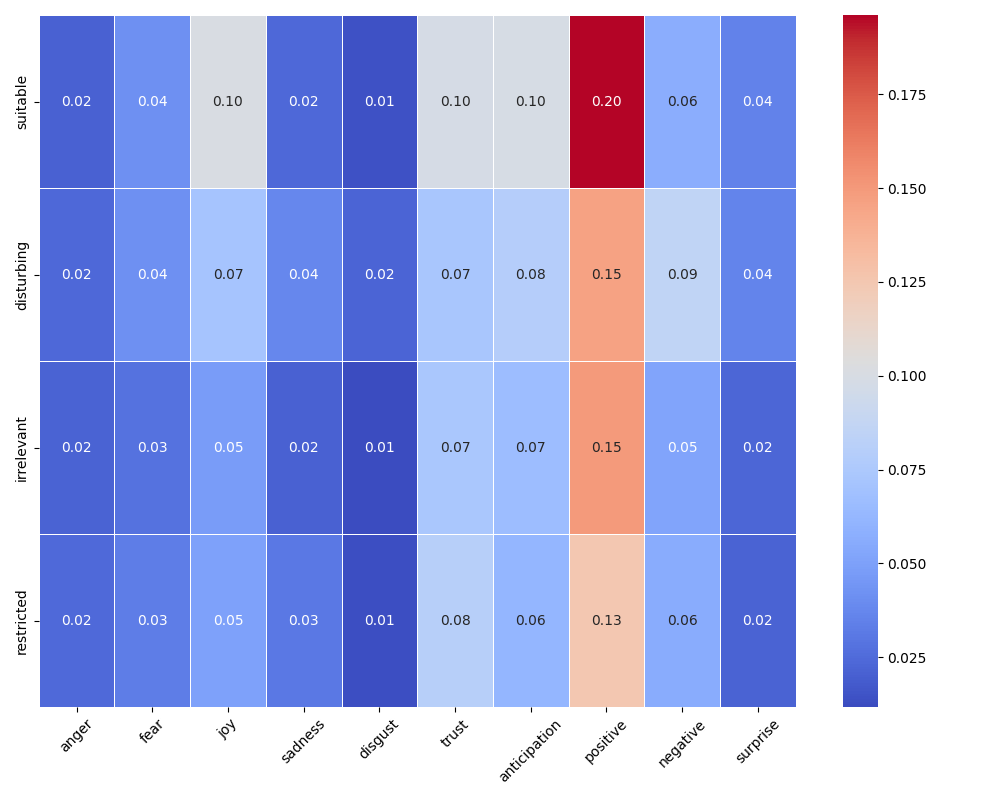 suitable 0.02 0.04 0.10 0.02 0.01 0.10 0.10 0.20 0.06 0.04
disturbing 0.02 0.04 0.07 0.04 0.02 0.07 0.08 0.15 0.09 0.04
irrelevant 0.02 0.03 0.05 0.02 0.01 0.07 0.07 0.15 0.05 0.02
restricted 0.02 0.03 0.05 0.03 0.01 0.08 0.06 0.13 0.06 0.02
anger fear joy sadness disgust trust anticipation positive negative surprise
0.175
0.150
0.125
0.100
0.075
0.050
0.025